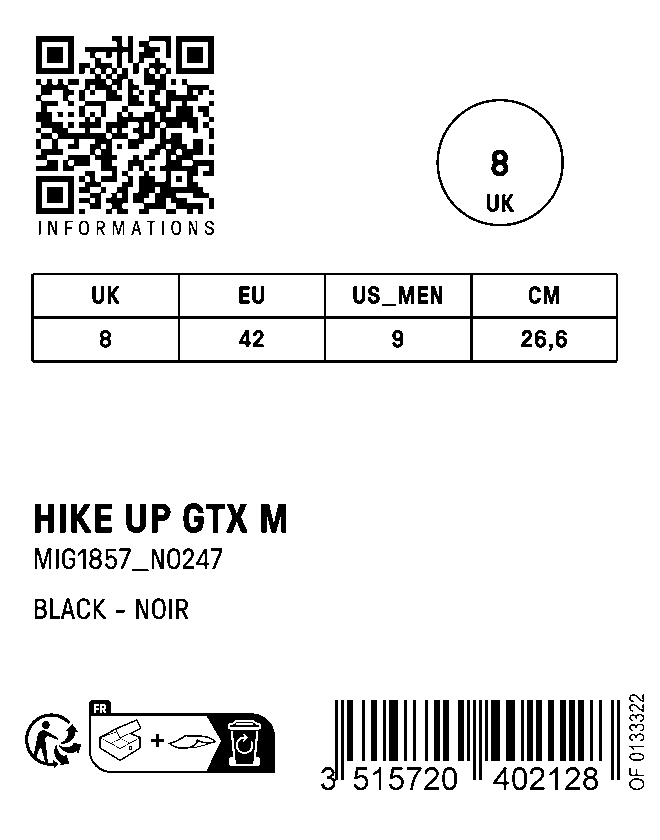 INFORMATIONS
8
UK
UK EU US_MEN CM
8 42 9 26,6
HIKE UP GTX M
MIG1857_N0247
BLACK - NOIR
FR
3 515720 402128
OF 0133322